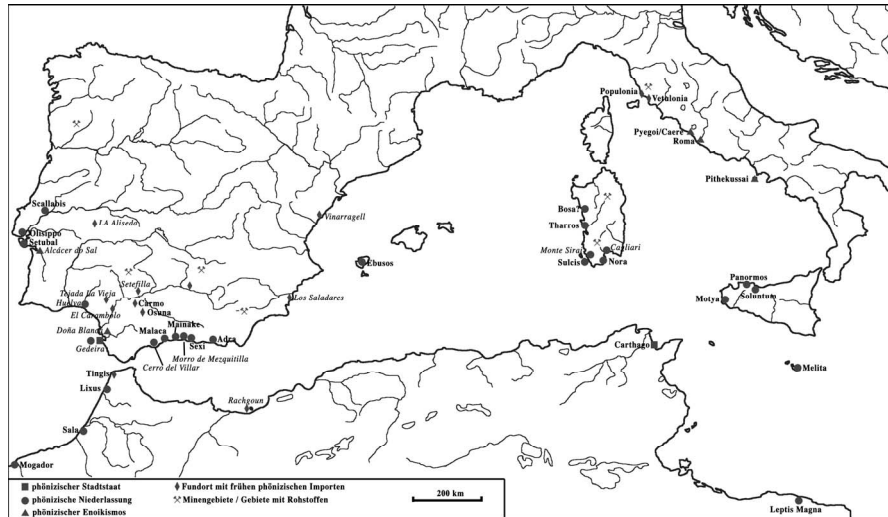 Populonia
Vetulonia
Pyegoi/Caere
Roma
Pithekussai
Scallabis
LA Aliseda
Vinarragell
Bosa?
Tharros
Olisippo
Setubal
Alcácer do Sal
Ebusos
Monte Sirai
Cagliari
Sulcis
Nora
Setefilla
Tejada La Vieja
Huelva
Carmo
Los Saladares
El Carambolo
Osuna
Panormos
Motya
Soluntum
Doña Blanca
Mainake
Malaca
Adra
Gedeira
Sexi
Carthago
Morro de Mezquitilla
Cerro del Villar
Melita
Tingis
Lixus
Rachgoun
Sala
Mogador
phönizischer Stadtstaat
Fundort mit frühen phönizischen Importen
phönizische Niederlassung
Minengebiete / Gebiete mit Rohstoffen
200 km
phönizischer Enoikismos
Leptis Magna